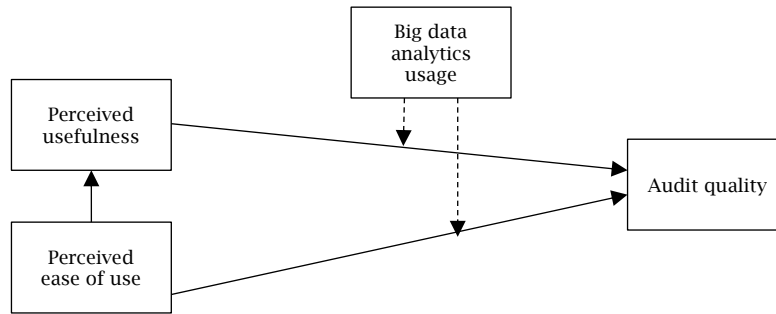 Big data
analytics
usage
Perceived
usefulness
Audit quality
Perceived
ease of use